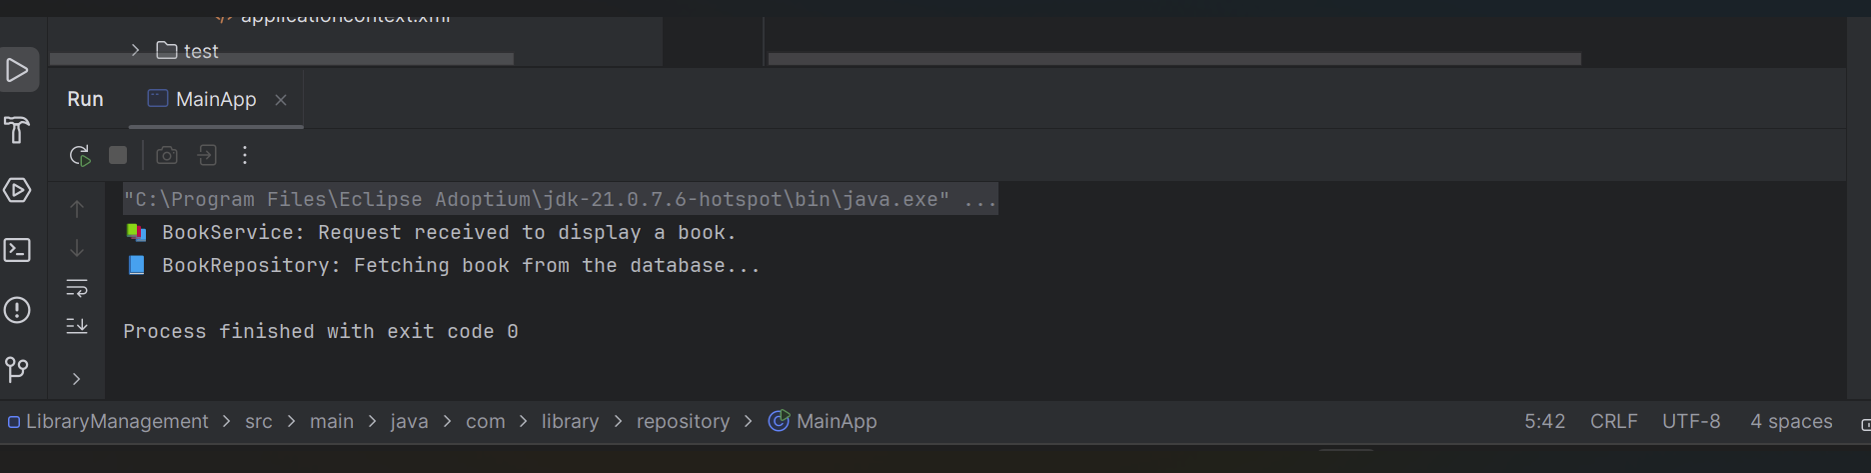 applicationcontext.xml
test
Run MainApp
"C:\Program Files\Eclipse Adoptium\jdk-21.0.7.6-hotspot\bin\java.exe" ...
BookService: Request received to display a book.
BookRepository: Fetching book from the database...
Process finished with exit code 0
LibraryManagement > src > main > java > com > library > repository > MainApp 5:42 CRLF UTF-8 4 spaces